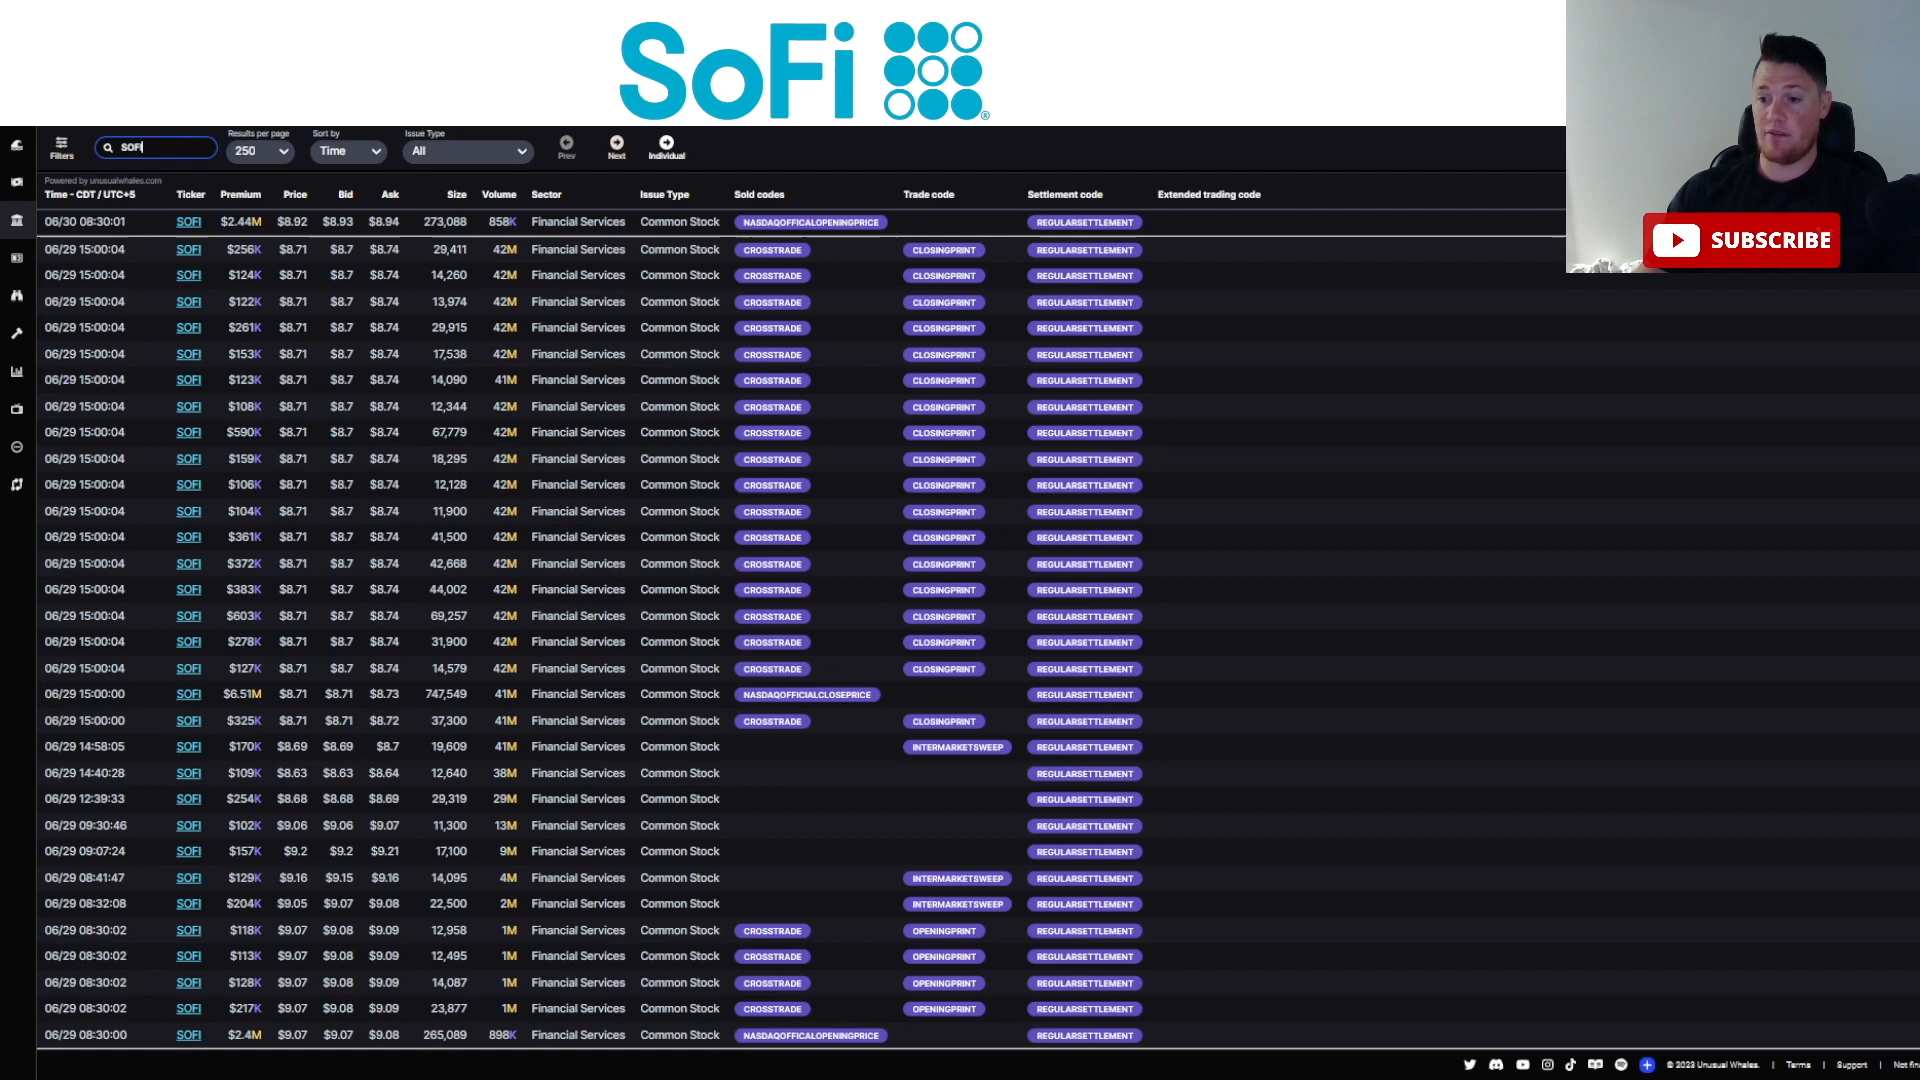 SoFi ®
SUBSCRIBE
Filters
SOFI
Results per page
250
Sort by
Time
Issue Type
All
Prev
Next
Individual
Powered by unusualwhales.com
Time - CDT / UTC+5 Ticker Premium Price Bid Ask Size Volume Sector Issue Type Sold codes Trade code Settlement code Extended trading code
06/30 08:30:01 SOFI $2.44M $8.92 $8.93 $8.94 273,088 858K Financial Services Common Stock NASDAQOFFICALOPENINGPRICE REGULARSETTLEMENT
06/29 15:00:04 SOFI $256K $8.71 $8.7 $8.74 29,411 42M Financial Services Common Stock CROSSTRADE CLOSINGPRINT REGULARSETTLEMENT
06/29 15:00:04 SOFI $124K $8.71 $8.7 $8.74 14,260 42M Financial Services Common Stock CROSSTRADE CLOSINGPRINT REGULARSETTLEMENT
06/29 15:00:04 SOFI $122K $8.71 $8.7 $8.74 13,974 42M Financial Services Common Stock CROSSTRADE CLOSINGPRINT REGULARSETTLEMENT
06/29 15:00:04 SOFI $261K $8.71 $8.7 $8.74 29,915 42M Financial Services Common Stock CROSSTRADE CLOSINGPRINT REGULARSETTLEMENT
06/29 15:00:04 SOFI $153K $8.71 $8.7 $8.74 17,538 42M Financial Services Common Stock CROSSTRADE CLOSINGPRINT REGULARSETTLEMENT
06/29 15:00:04 SOFI $123K $8.71 $8.7 $8.74 14,090 41M Financial Services Common Stock CROSSTRADE CLOSINGPRINT REGULARSETTLEMENT
06/29 15:00:04 SOFI $108K $8.71 $8.7 $8.74 12,344 42M Financial Services Common Stock CROSSTRADE CLOSINGPRINT REGULARSETTLEMENT
06/29 15:00:04 SOFI $590K $8.71 $8.7 $8.74 67,779 42M Financial Services Common Stock CROSSTRADE CLOSINGPRINT REGULARSETTLEMENT
06/29 15:00:04 SOFI $159K $8.71 $8.7 $8.74 18,295 42M Financial Services Common Stock CROSSTRADE CLOSINGPRINT REGULARSETTLEMENT
06/29 15:00:04 SOFI $106K $8.71 $8.7 $8.74 12,128 42M Financial Services Common Stock CROSSTRADE CLOSINGPRINT REGULARSETTLEMENT
06/29 15:00:04 SOFI $104K $8.71 $8.7 $8.74 11,900 42M Financial Services Common Stock CROSSTRADE CLOSINGPRINT REGULARSETTLEMENT
06/29 15:00:04 SOFI $361K $8.71 $8.7 $8.74 41,500 42M Financial Services Common Stock CROSSTRADE CLOSINGPRINT REGULARSETTLEMENT
06/29 15:00:04 SOFI $372K $8.71 $8.7 $8.74 42,668 42M Financial Services Common Stock CROSSTRADE CLOSINGPRINT REGULARSETTLEMENT
06/29 15:00:04 SOFI $383K $8.71 $8.7 $8.74 44,002 42M Financial Services Common Stock CROSSTRADE CLOSINGPRINT REGULARSETTLEMENT
06/29 15:00:04 SOFI $603K $8.71 $8.7 $8.74 69,257 42M Financial Services Common Stock CROSSTRADE CLOSINGPRINT REGULARSETTLEMENT
06/29 15:00:04 SOFI $278K $8.71 $8.7 $8.74 31,900 42M Financial Services Common Stock CROSSTRADE CLOSINGPRINT REGULARSETTLEMENT
06/29 15:00:04 SOFI $127K $8.71 $8.7 $8.74 14,579 42M Financial Services Common Stock CROSSTRADE CLOSINGPRINT REGULARSETTLEMENT
06/29 15:00:00 SOFI $6.51M $8.71 $8.71 $8.73 747,549 41M Financial Services Common Stock NASDAQOFFICIALCLOSEPRICE REGULARSETTLEMENT
06/29 15:00:00 SOFI $325K $8.71 $8.71 $8.72 37,300 41M Financial Services Common Stock CROSSTRADE CLOSINGPRINT REGULARSETTLEMENT
06/29 14:58:05 SOFI $170K $8.69 $8.69 $8.7 19,609 41M Financial Services Common Stock INTERMARKETSWEEP REGULARSETTLEMENT
06/29 14:40:28 SOFI $109K $8.63 $8.63 $8.64 12,640 38M Financial Services Common Stock REGULARSETTLEMENT
06/29 12:39:33 SOFI $254K $8.68 $8.68 $8.69 29,319 29M Financial Services Common Stock REGULARSETTLEMENT
06/29 09:30:46 SOFI $102K $9.06 $9.06 $9.07 11,300 13M Financial Services Common Stock REGULARSETTLEMENT
06/29 09:07:24 SOFI $157K $9.2 $9.2 $9.21 17,100 9M Financial Services Common Stock REGULARSETTLEMENT
06/29 08:41:47 SOFI $129K $9.16 $9.15 $9.16 14,095 4M Financial Services Common Stock INTERMARKETSWEEP REGULARSETTLEMENT
06/29 08:32:08 SOFI $204K $9.05 $9.07 $9.08 22,500 2M Financial Services Common Stock INTERMARKETSWEEP REGULARSETTLEMENT
06/29 08:30:02 SOFI $118K $9.07 $9.08 $9.09 12,958 1M Financial Services Common Stock CROSSTRADE OPENINGPRINT REGULARSETTLEMENT
06/29 08:30:02 SOFI $113K $9.07 $9.08 $9.09 12,495 1M Financial Services Common Stock CROSSTRADE OPENINGPRINT REGULARSETTLEMENT
06/29 08:30:02 SOFI $128K $9.07 $9.08 $9.09 14,087 1M Financial Services Common Stock CROSSTRADE OPENINGPRINT REGULARSETTLEMENT
06/29 08:30:02 SOFI $217K $9.07 $9.08 $9.09 23,877 1M Financial Services Common Stock CROSSTRADE OPENINGPRINT REGULARSETTLEMENT
06/29 08:30:00 SOFI $2.4M $9.07 $9.07 $9.08 265,089 898K Financial Services Common Stock NASDAQOFFICALOPENINGPRICE REGULARSETTLEMENT
© 2023 Unusual Whales. | Terms | Support | Not fin